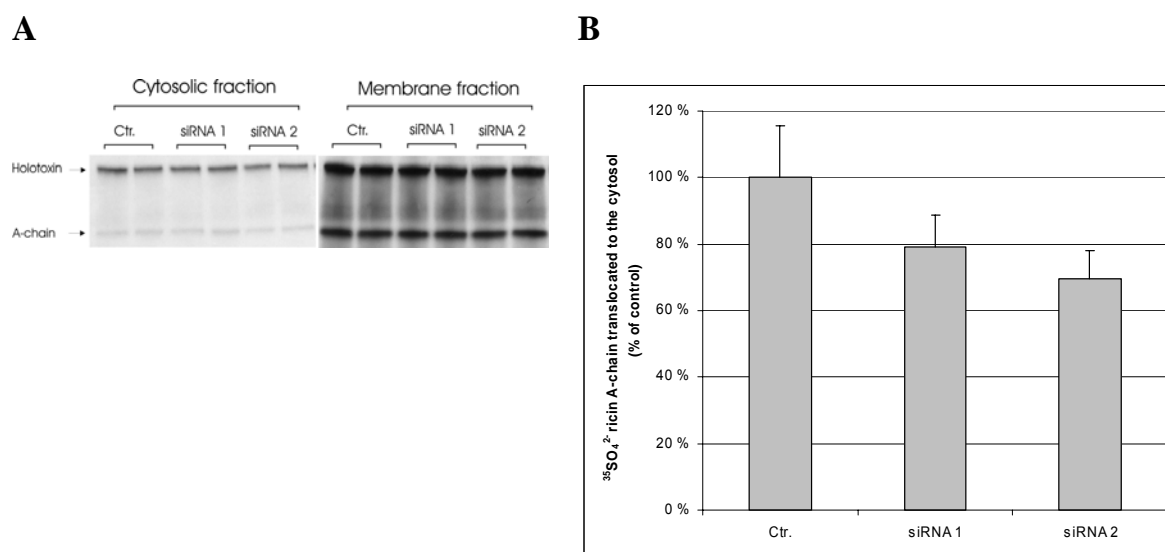 A
Cytosolic fraction
Membrane fraction
Ctr.
siRNA 1
siRNA 2
Ctr.
siRNA 1
siRNA 2
Holotoxin
A-chain
B
³⁵SO₄²⁻ ricin A-chain translocated to the cytosol
(% of control)
120 %
100 %
80 %
60 %
40 %
20 %
0 %
Ctr.
siRNA 1
siRNA 2